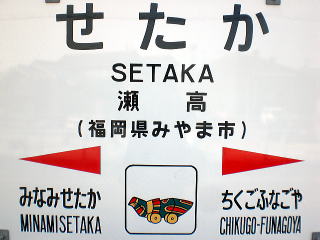 せたか
SETAKA
瀬高
(福岡県みやま市)
みなみせたか ちくごふなごや
MINAMISETAKA CHIKUGO-FUNAGOYA